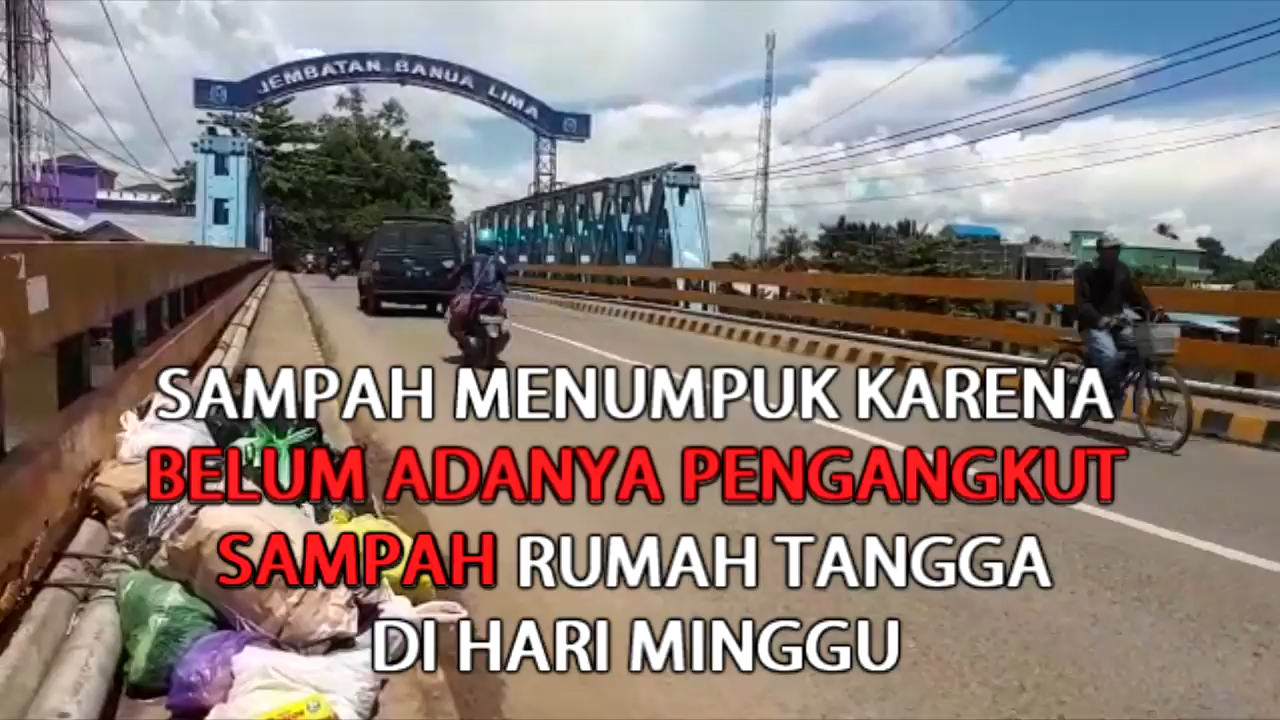 JEMBATAN BANUA LIMA
SAMPAH MENUMPUK KARENA
BELUM ADANYA PENGANGKUT
SAMPAH RUMAH TANGGA
DI HARI MINGGU